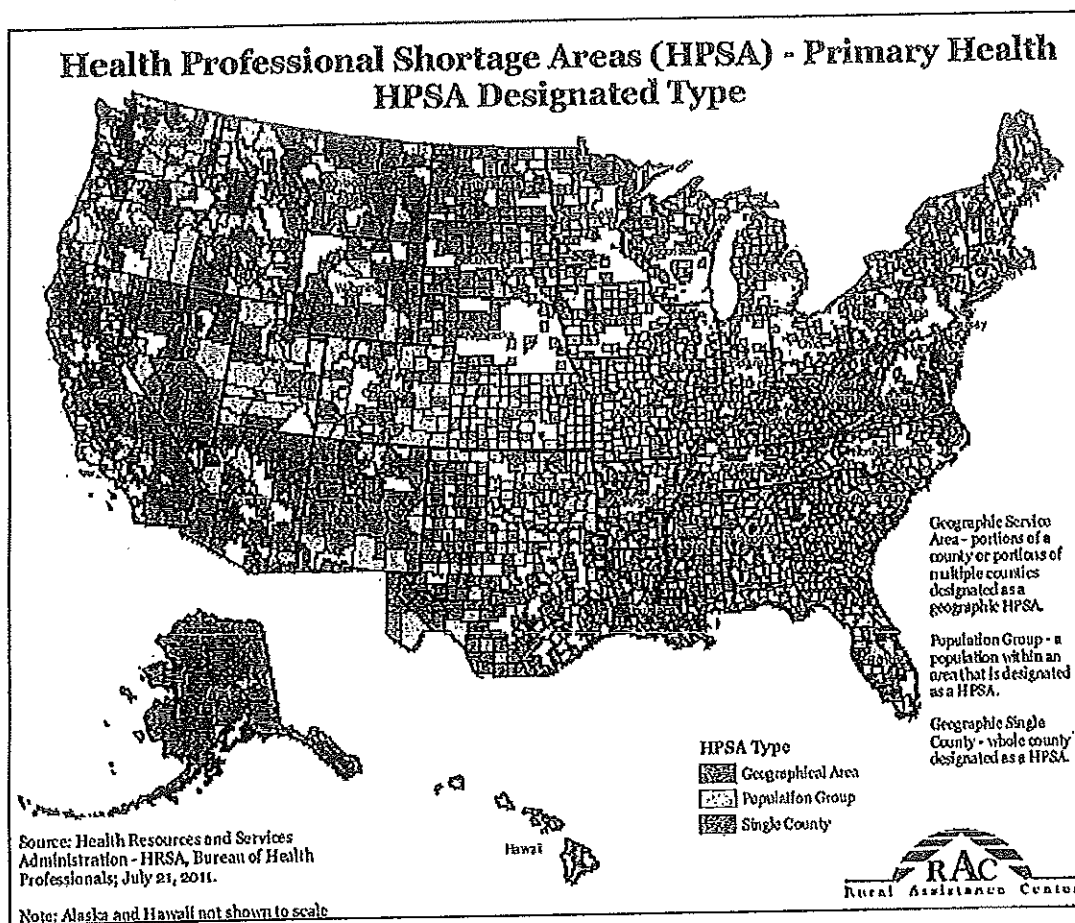 Health Professional Shortage Areas (HPSA) - Primary Health
HPSA Designated Type
Geographic Service
Area - portions of a
county or portions of
multiple counties
designated as a
geographic HPSA.
Population Group - a
population within an
area that is designated
as a HPSA.
Geographic Single
County - whole county
designated as a HPSA.
HPSA Type
Geographical Area
Population Group
Single County
Hawaii
Source: Health Resources and Services
Administration - HRSA, Bureau of Health
Professionals; July 21, 2011.
Note: Alaska and Hawaii not shown to scale
RAC
Rural Assistance Center